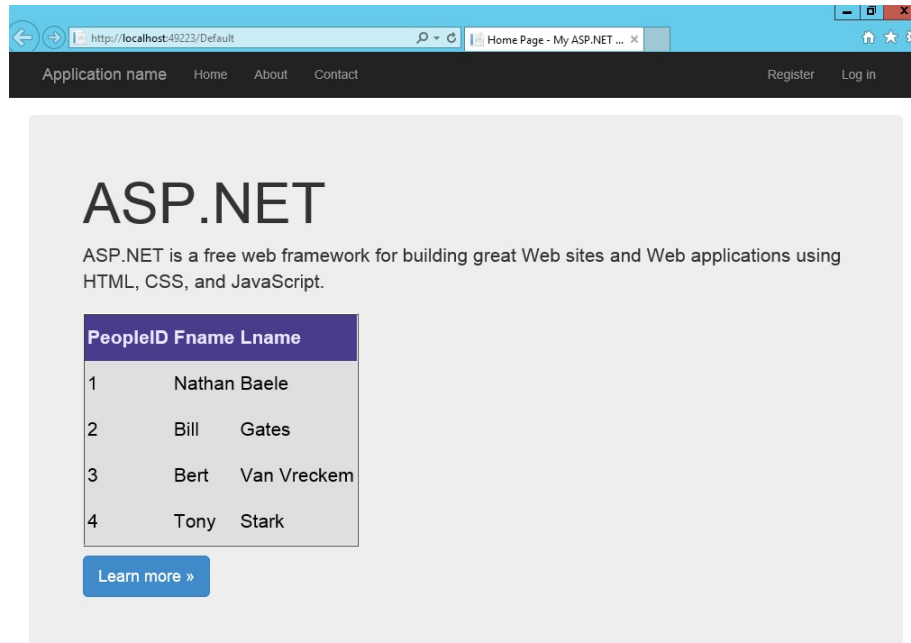 http://localhost:49223/Default
Home Page - My ASP.NET ...
Application name Home About Contact Register Log in
ASP.NET
ASP.NET is a free web framework for building great Web sites and Web applications using
HTML, CSS, and JavaScript.
PeopleID Fname Lname
1 Nathan Baele
2 Bill Gates
3 Bert Van Vreckem
4 Tony Stark
Learn more »